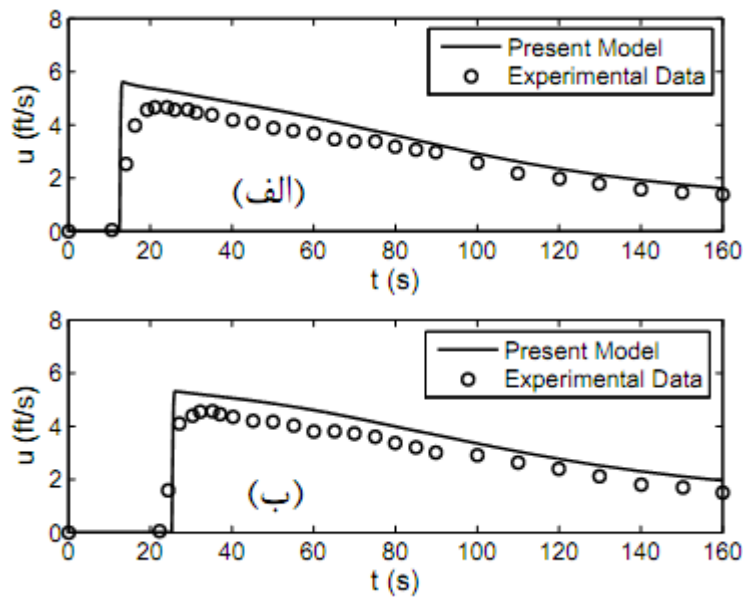 8
6
4
2
0
u (ft/s)
Present Model
Experimental Data
(الف)
0 20 40 60 80 100 120 140 160
t (s)
8
6
4
2
0
u (ft/s)
Present Model
Experimental Data
(ب)
0 20 40 60 80 100 120 140 160
t (s)